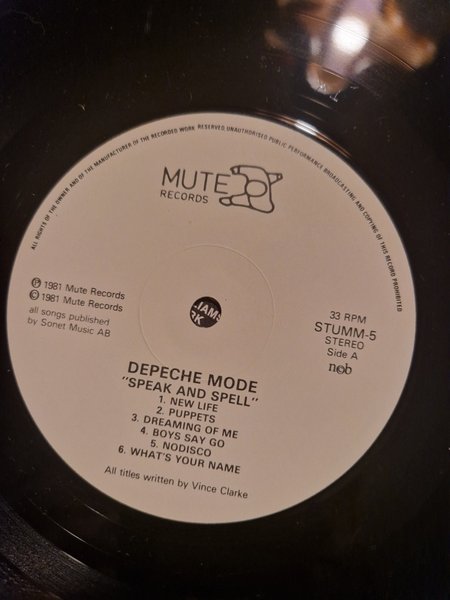 ALL RIGHTS OF THE OWNER AND OF THE MANUFACTURER OF THE RECORDED WORK RESERVED. UNAUTHORISED PUBLIC PERFORMANCE BROADCASTING AND COPYING OF THIS RECORD PROHIBITED
MUTE
RECORDS
℗ 1981 Mute Records
© 1981 Mute Records
all songs published
by Sonet Music AB
33 RPM
STUMM-5
STEREO
Side A
n©b
DEPECHE MODE
"SPEAK AND SPELL"
1. NEW LIFE
2. PUPPETS
3. DREAMING OF ME
4. BOYS SAY GO
5. NODISCO
6. WHAT'S YOUR NAME
All titles written by Vince Clarke